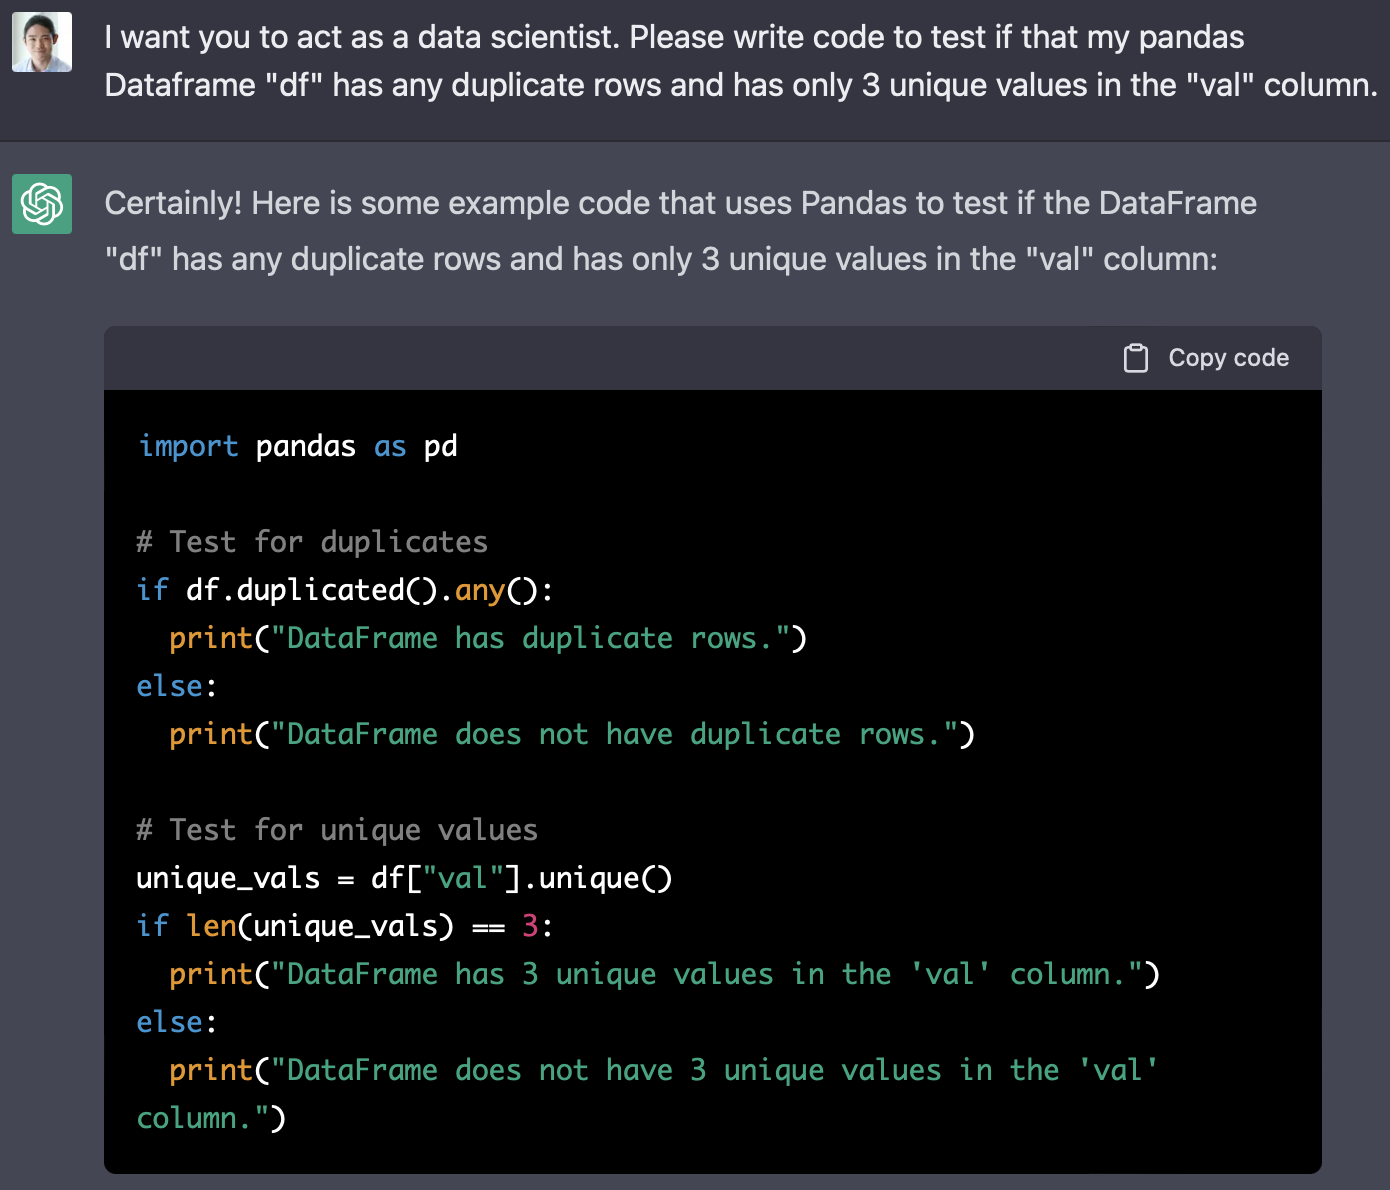 I want you to act as a data scientist. Please write code to test if that my pandas
Dataframe "df" has any duplicate rows and has only 3 unique values in the "val" column.
Certainly! Here is some example code that uses Pandas to test if the DataFrame
"df" has any duplicate rows and has only 3 unique values in the "val" column:
Copy code
import pandas as pd
# Test for duplicates
if df.duplicated().any():
  print("DataFrame has duplicate rows.")
else:
  print("DataFrame does not have duplicate rows.")
# Test for unique values
unique_vals = df["val"].unique()
if len(unique_vals) == 3:
  print("DataFrame has 3 unique values in the 'val' column.")
else:
  print("DataFrame does not have 3 unique values in the 'val'
column.")